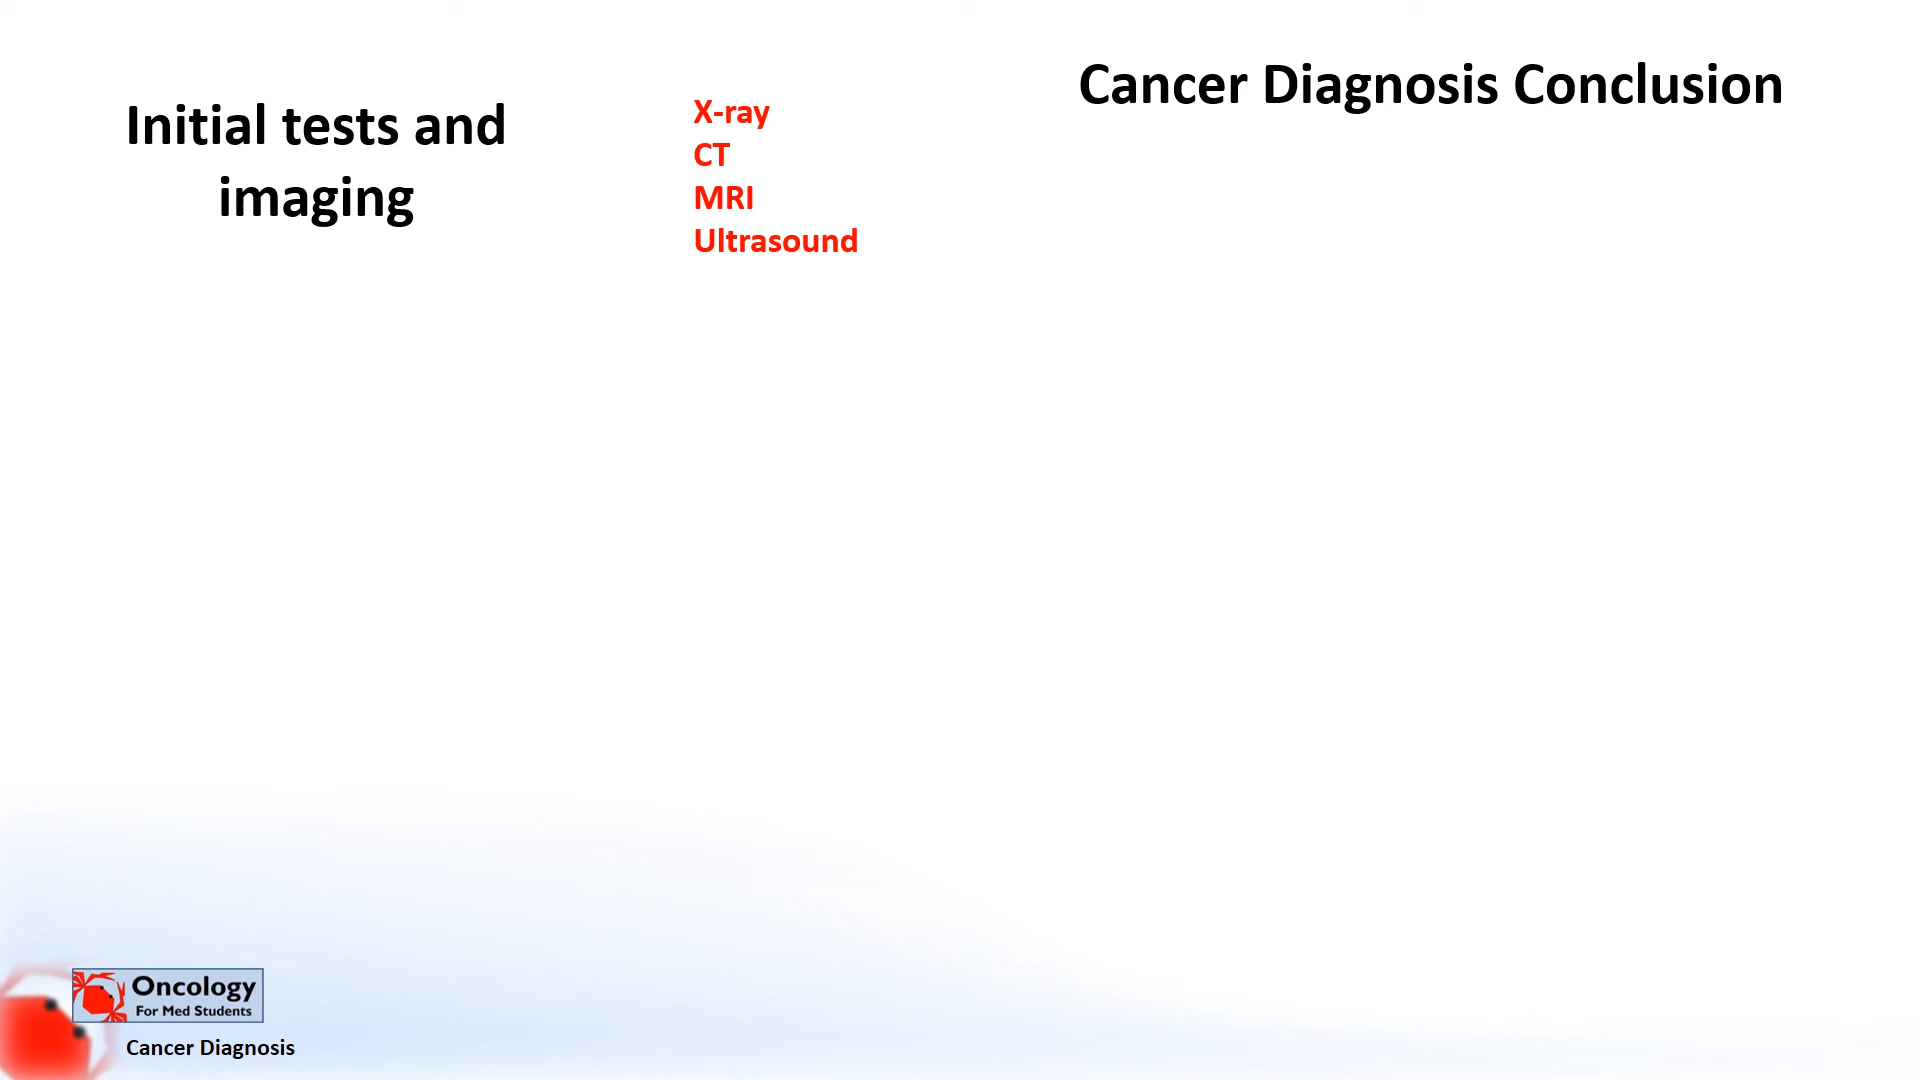 Cancer Diagnosis Conclusion
Initial tests and
imaging
X-ray
CT
MRI
Ultrasound
Oncology
For Med Students
Cancer Diagnosis